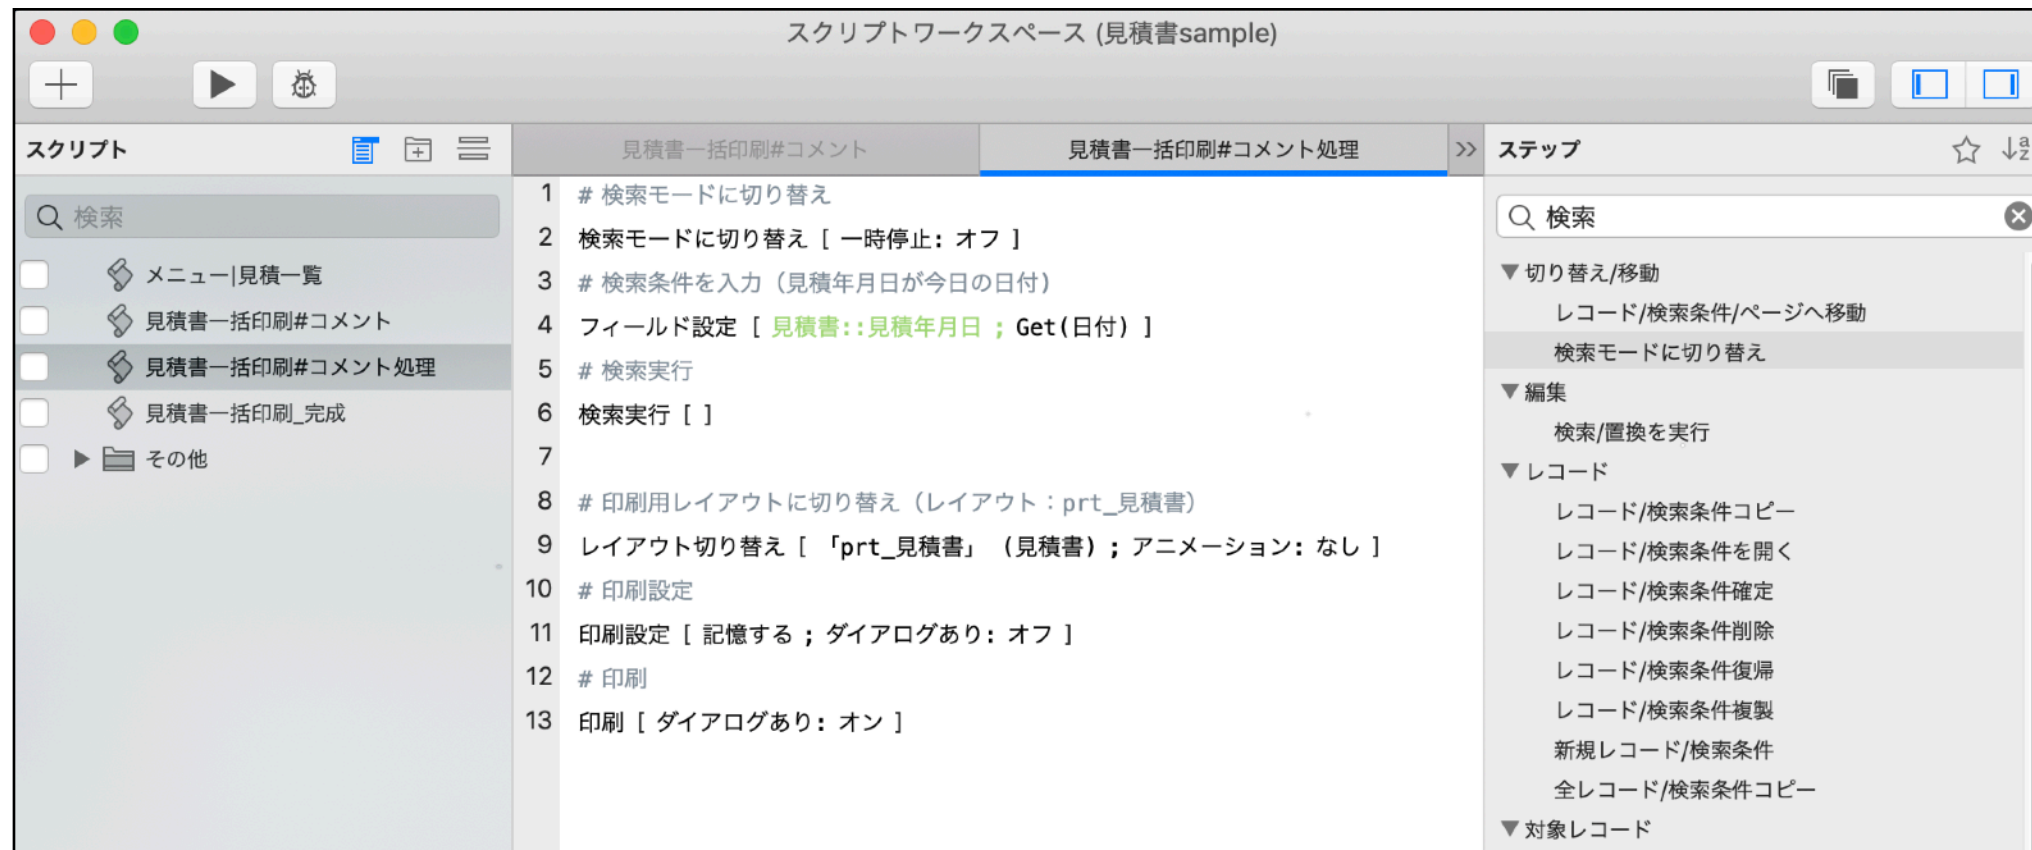 スクリプトワークスペース (見積書sample)
スクリプト
検索
メニュー|見積一覧
見積書一括印刷#コメント
見積書一括印刷#コメント処理
見積書一括印刷_完成
その他
見積書一括印刷#コメント
見積書一括印刷#コメント処理
>>
1 # 検索モードに切り替え
2 検索モードに切り替え [ 一時停止: オフ ]
3 # 検索条件を入力（見積年月日が今日の日付）
4 フィールド設定 [ 見積書::見積年月日 ; Get(日付) ]
5 # 検索実行
6 検索実行 [ ]
7
8 # 印刷用レイアウトに切り替え（レイアウト：prt_見積書）
9 レイアウト切り替え [ 「prt_見積書」 (見積書) ; アニメーション: なし ]
10 # 印刷設定
11 印刷設定 [ 記憶する ; ダイアログあり: オフ ]
12 # 印刷
13 印刷 [ ダイアログあり: オン ]
ステップ
検索
切り替え/移動
レコード/検索条件/ページへ移動
検索モードに切り替え
編集
検索/置換を実行
レコード
レコード/検索条件コピー
レコード/検索条件を開く
レコード/検索条件確定
レコード/検索条件削除
レコード/検索条件復帰
レコード/検索条件複製
新規レコード/検索条件
全レコード/検索条件コピー
対象レコード